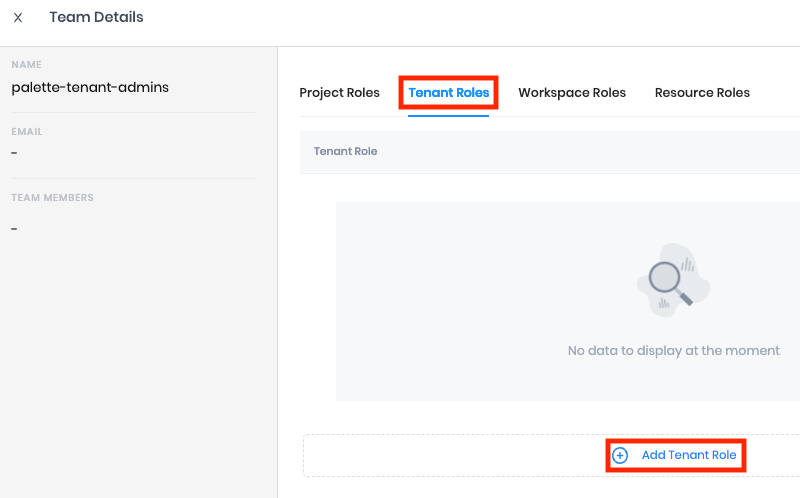 Team Details
NAME
palette-tenant-admins
EMAIL
-
TEAM MEMBERS
-
Project Roles
Tenant Roles
Workspace Roles
Resource Roles
Tenant Role
No data to display at the moment
Add Tenant Role